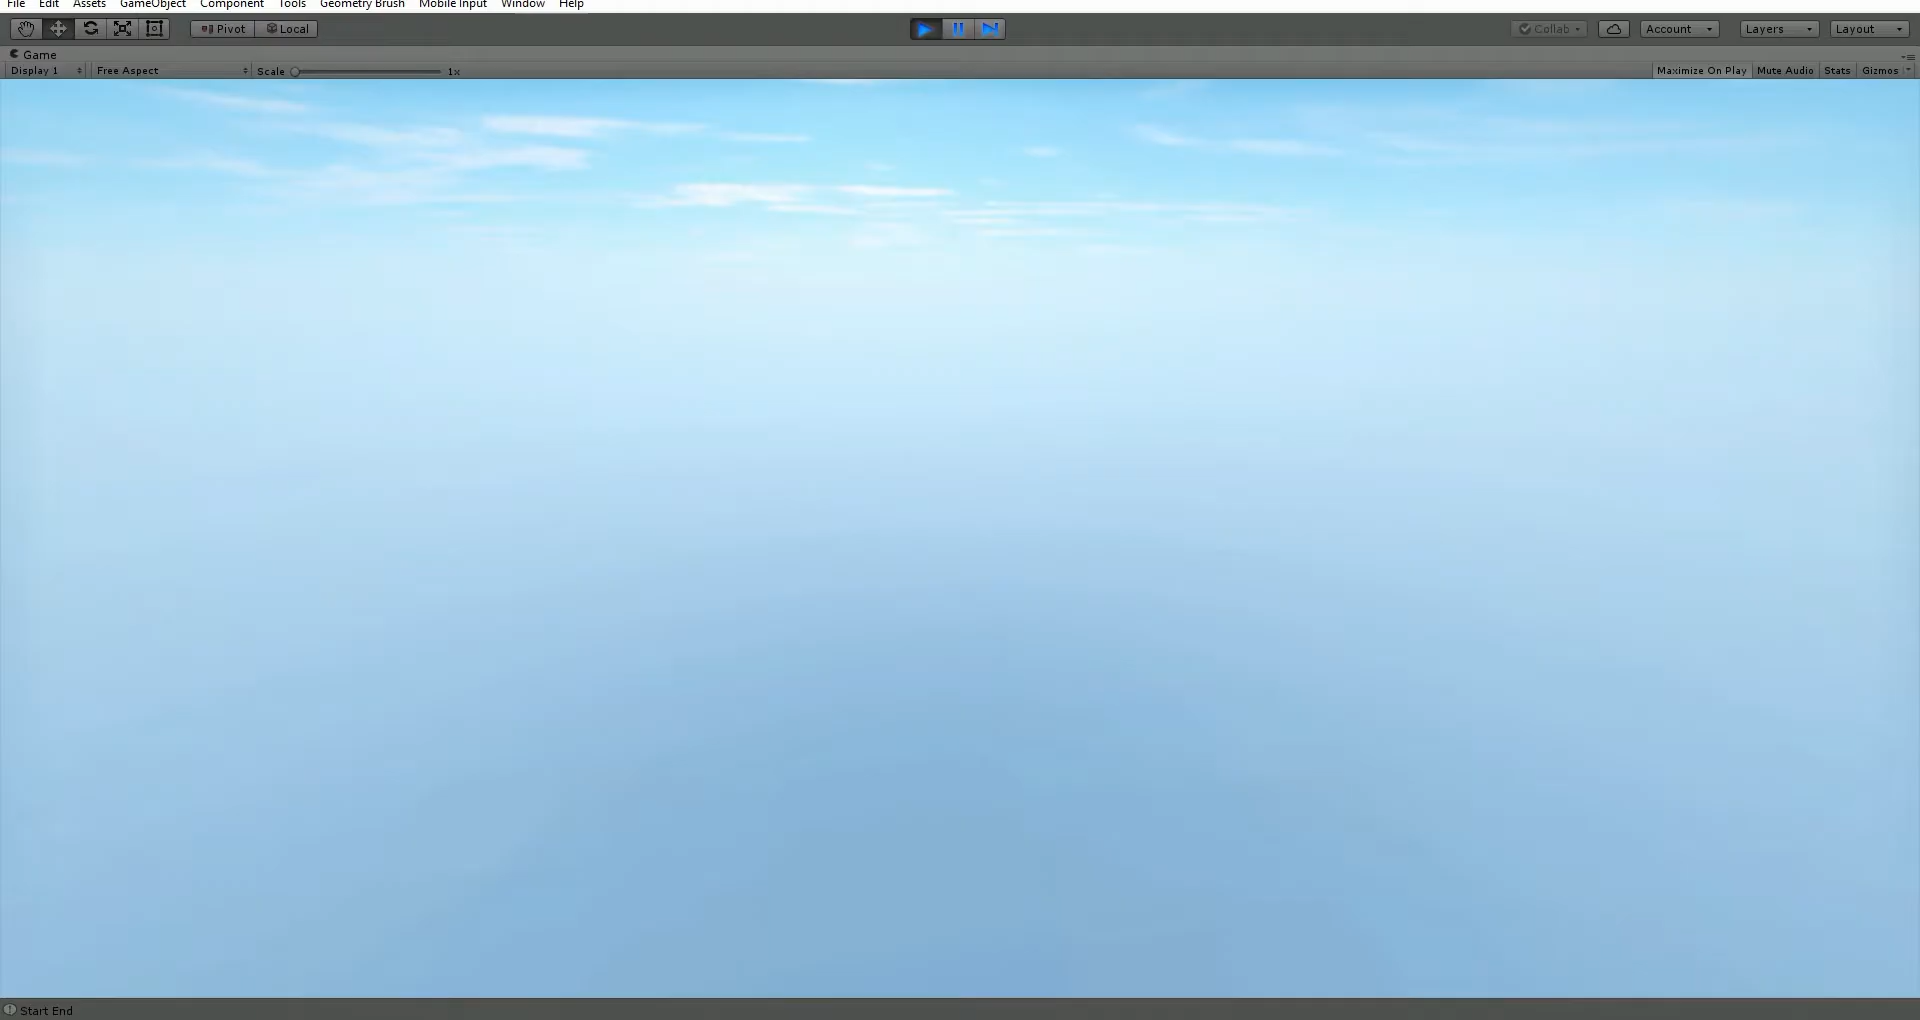 File Edit Assets GameObject Component Tools Geometry Brush Mobile Input Window Help
Pivot Local Collab Account Layers Layout
Game
Display 1 Free Aspect Scale 1x Maximize On Play Mute Audio Stats Gizmos
Start End